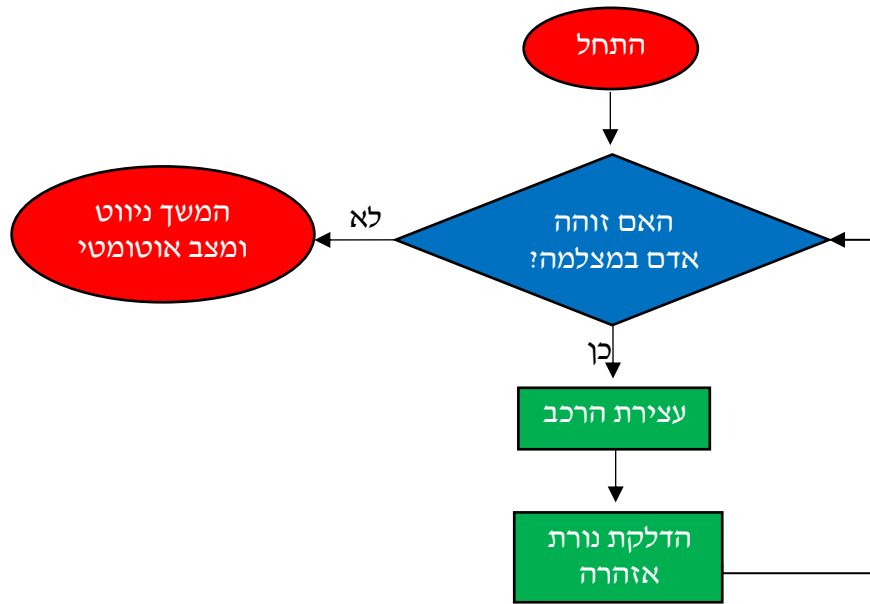 התחל
האם זוהה
אדם במצלמה?
לא
המשך ניווט
ומצב אוטומטי
כן
עצירת הרכב
הדלקת נורת
אזהרה